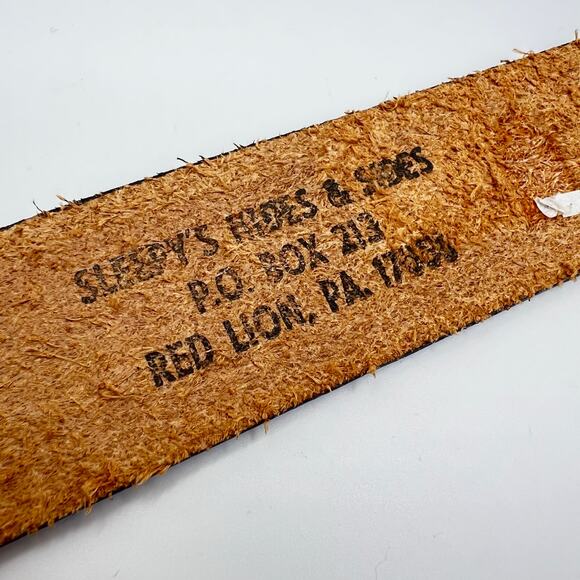 SLEEPY'S HIDES & SIDES
P.O. BOX 213
RED LION, PA. 17356